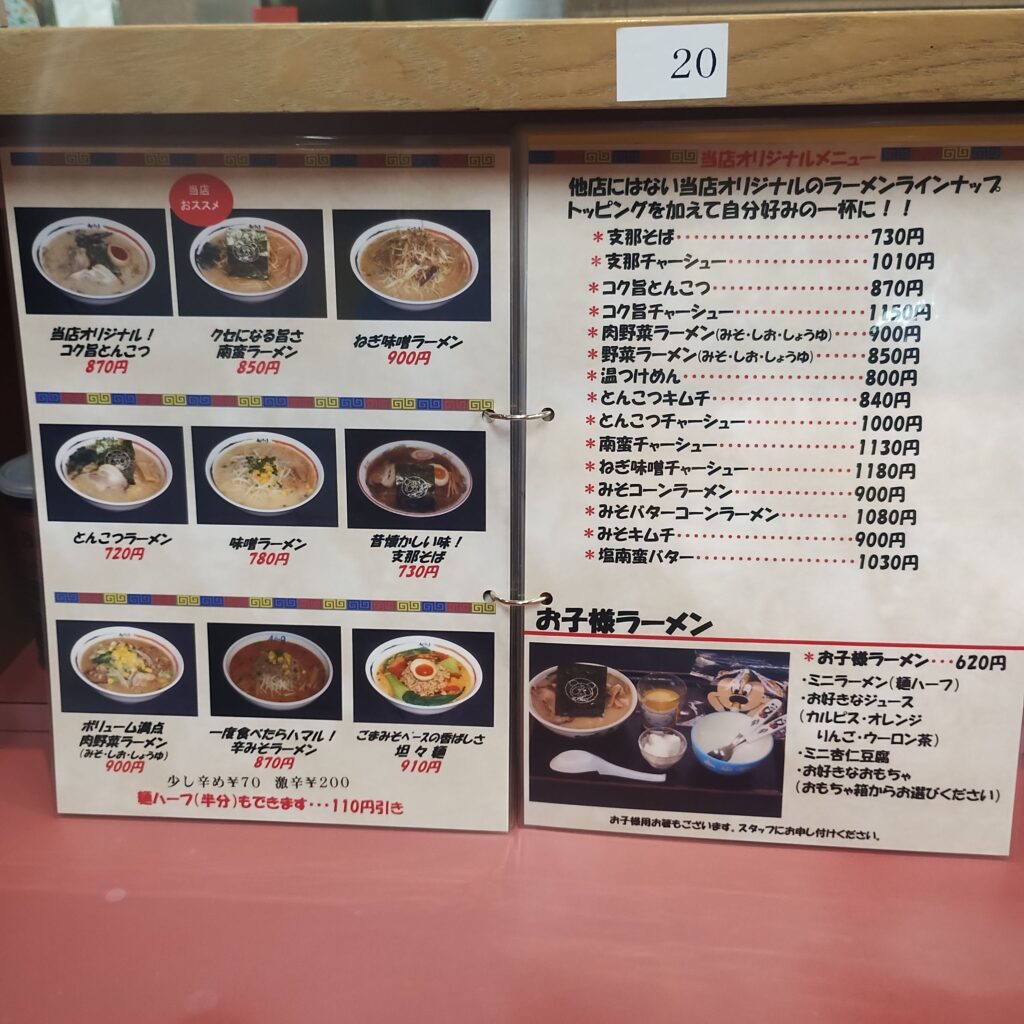 20
当店
おススメ
当店オリジナル！
コク旨とんこつ
870円
クセになる旨さ
南蛮ラーメン
850円
ねぎ味噌ラーメン
900円
とんこつラーメン
720円
味噌ラーメン
780円
昔懐かしい味！
支那そば
730円
ボリューム満点
肉野菜ラーメン
(みそ・しお・しょうゆ)
900円
一度食べたらハマル！
辛みそラーメン
870円
ごまみそベースの香ばしさ
坦々麺
910円
少し辛め¥70 激辛¥200
麺ハーフ(半分)もできます・・・110円引き
当店オリジナルメニュー
他店にはない当店オリジナルのラーメンラインナップ
トッピングを加えて自分好みの一杯に！！
*支那そば・・・・・・・・・・・・・・・・・・・・・730円
*支那チャーシュー・・・・・・・・・・・・・・・1010円
*コク旨とんこつ・・・・・・・・・・・・・・・・・870円
*コク旨チャーシュー・・・・・・・・・・・・・・1150円
*肉野菜ラーメン(みそ・しお・しょうゆ)・・・・900円
*野菜ラーメン(みそ・しお・しょうゆ)・・・・・・850円
*温つけめん・・・・・・・・・・・・・・・・・・・800円
*とんこつキムチ・・・・・・・・・・・・・・・・840円
*とんこつチャーシュー・・・・・・・・・・・・1000円
*南蛮チャーシュー・・・・・・・・・・・・・・1130円
*ねぎ味噌チャーシュー・・・・・・・・・・・・1180円
*みそコーンラーメン・・・・・・・・・・・・・900円
*みそバターコーンラーメン・・・・・・・・・1080円
*みそキムチ・・・・・・・・・・・・・・・・・・・900円
*塩南蛮バター・・・・・・・・・・・・・・・・・1030円
お子様ラーメン
*お子様ラーメン・・・620円
・ミニラーメン(麺ハーフ)
・お好きなジュース
(カルピス・オレンジ
りんご・ウーロン茶)
・ミニ杏仁豆腐
・お好きなおもちゃ
(おもちゃ箱からお選びください)
お子様用お箸もございます。スタッフにお申し付けください。